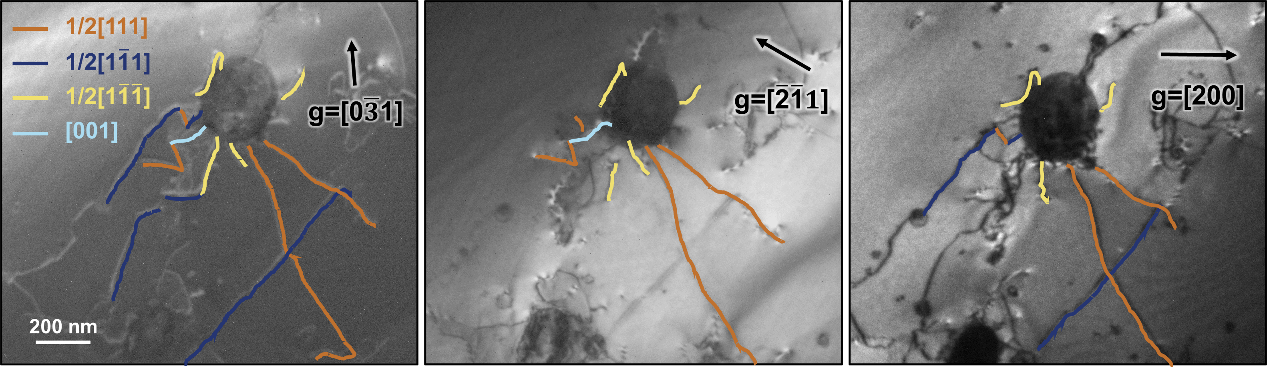 1/2[111]
1/2[11̅1]
1/2[11̅1̅]
[001]
g=[03̅1]
200 nm
g=[2̅1̅1]
g=[200]